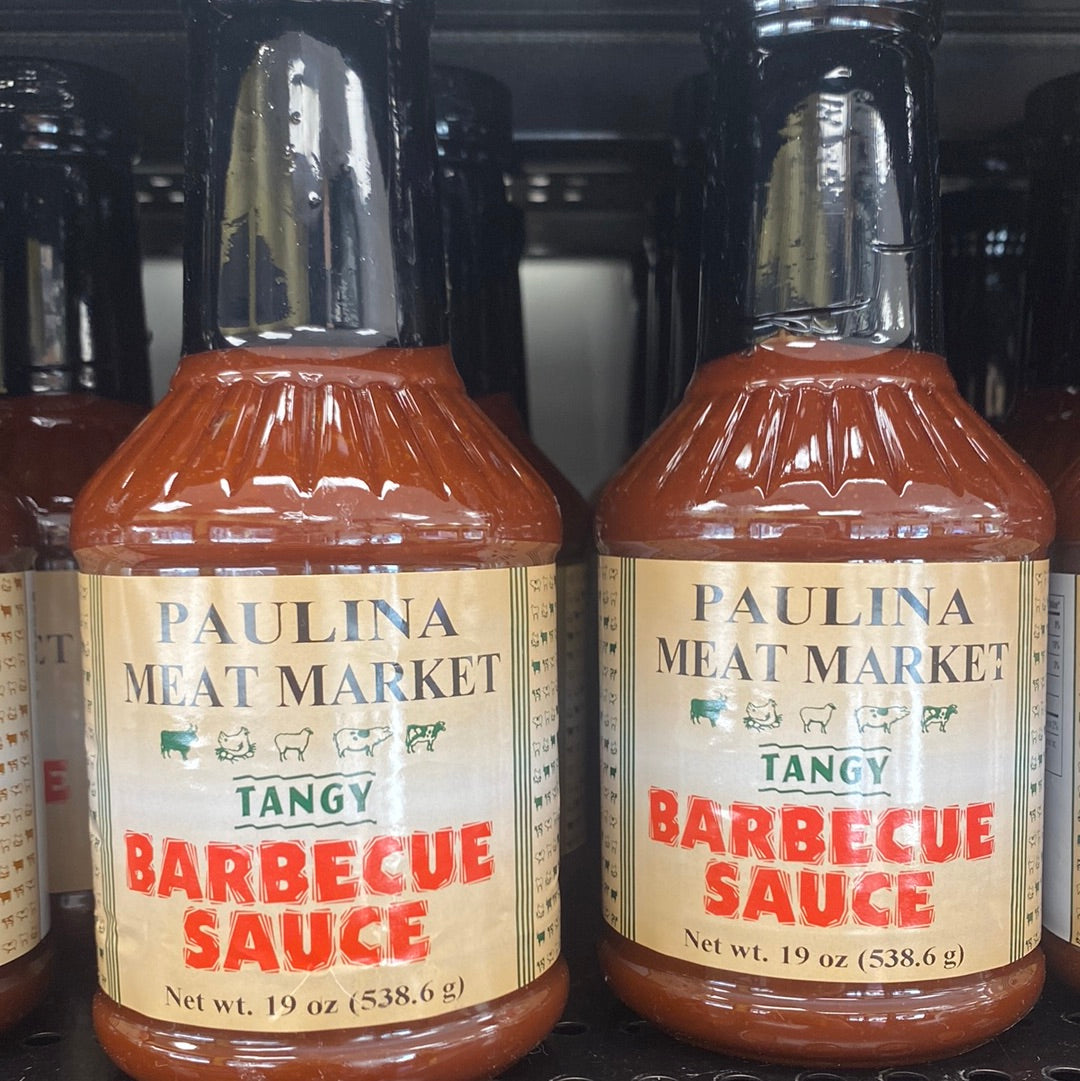 PAULINA
MEAT MARKET
TANGY
BARBECUE
SAUCE
Net wt. 19 oz (538.6 g)
PAULINA
MEAT MARKET
TANGY
BARBECUE
SAUCE
Net wt. 19 oz (538.6 g)